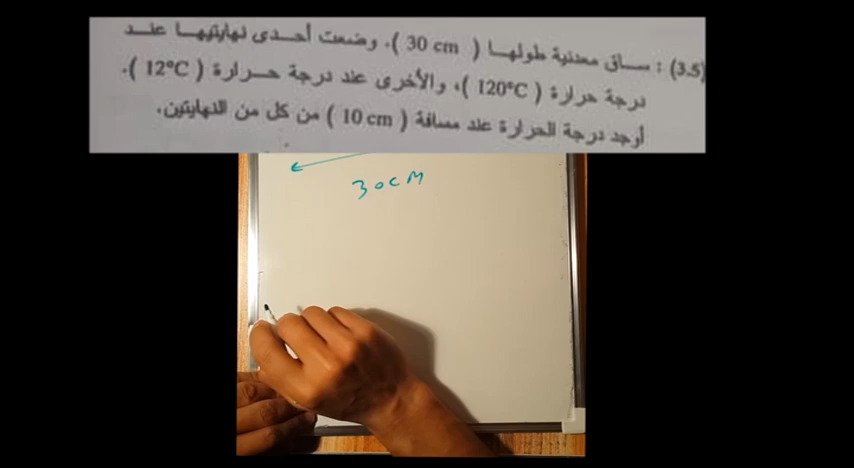 (3.5) : ساق معدنية طولها ( 30 cm )، وضعت أحدى نهايتيها عند
درجة حرارة ( 120°C )، والأخرى عند درجة حرارة ( 12°C ).
أوجد درجة الحرارة عند مسافة ( 10 cm ) من كل من النهايتين.
30cM